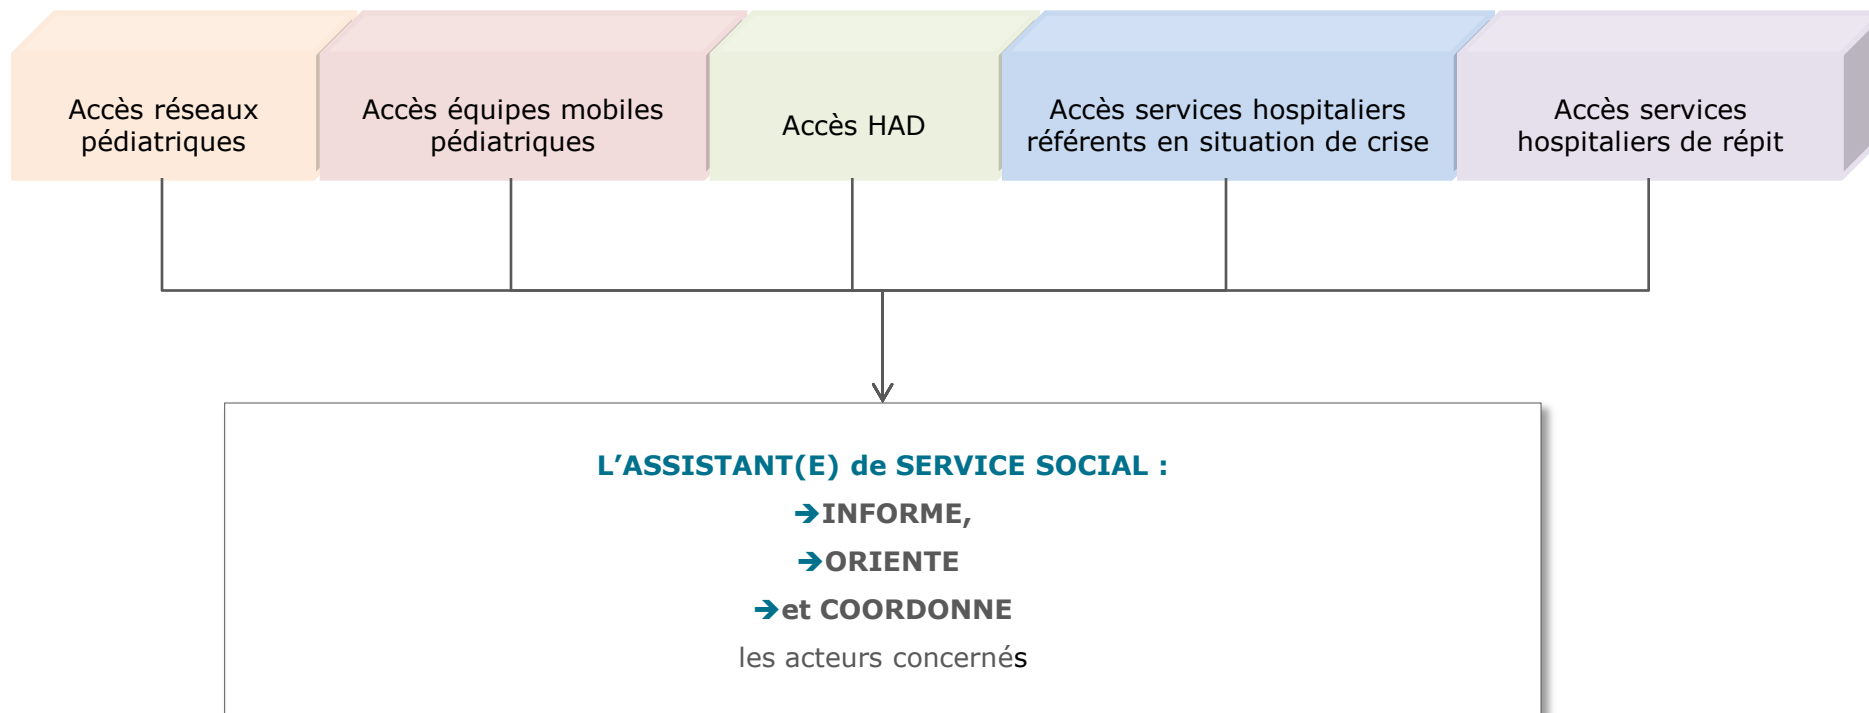 Accès réseaux
pédiatriques
Accès équipes mobiles
pédiatriques
Accès HAD
Accès services hospitaliers
référents en situation de crise
Accès services
hospitaliers de répit
L’ASSISTANT(E) de SERVICE SOCIAL :
➔INFORME,
➔ORIENTE
➔et COORDONNE
les acteurs concernés